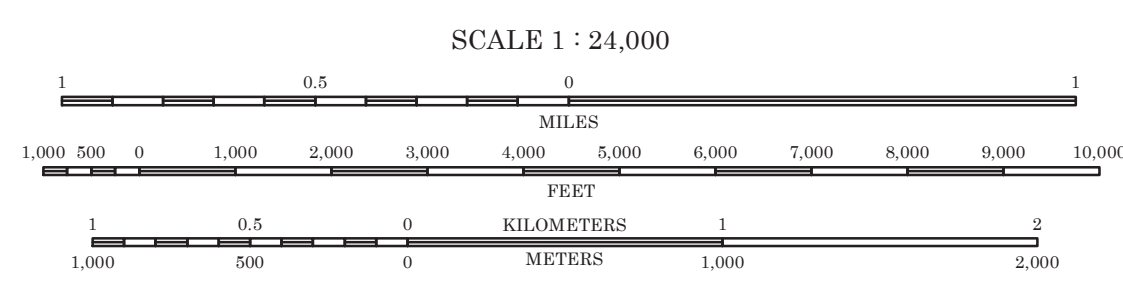 SCALE 1 : 24,000
1 0.5 0 1
MILES
1,000 500 0 1,000 2,000 3,000 4,000 5,000 6,000 7,000 8,000 9,000 10,000
FEET
1 0.5 0 KILOMETERS 1 2
1,000 500 0 METERS 1,000 2,000